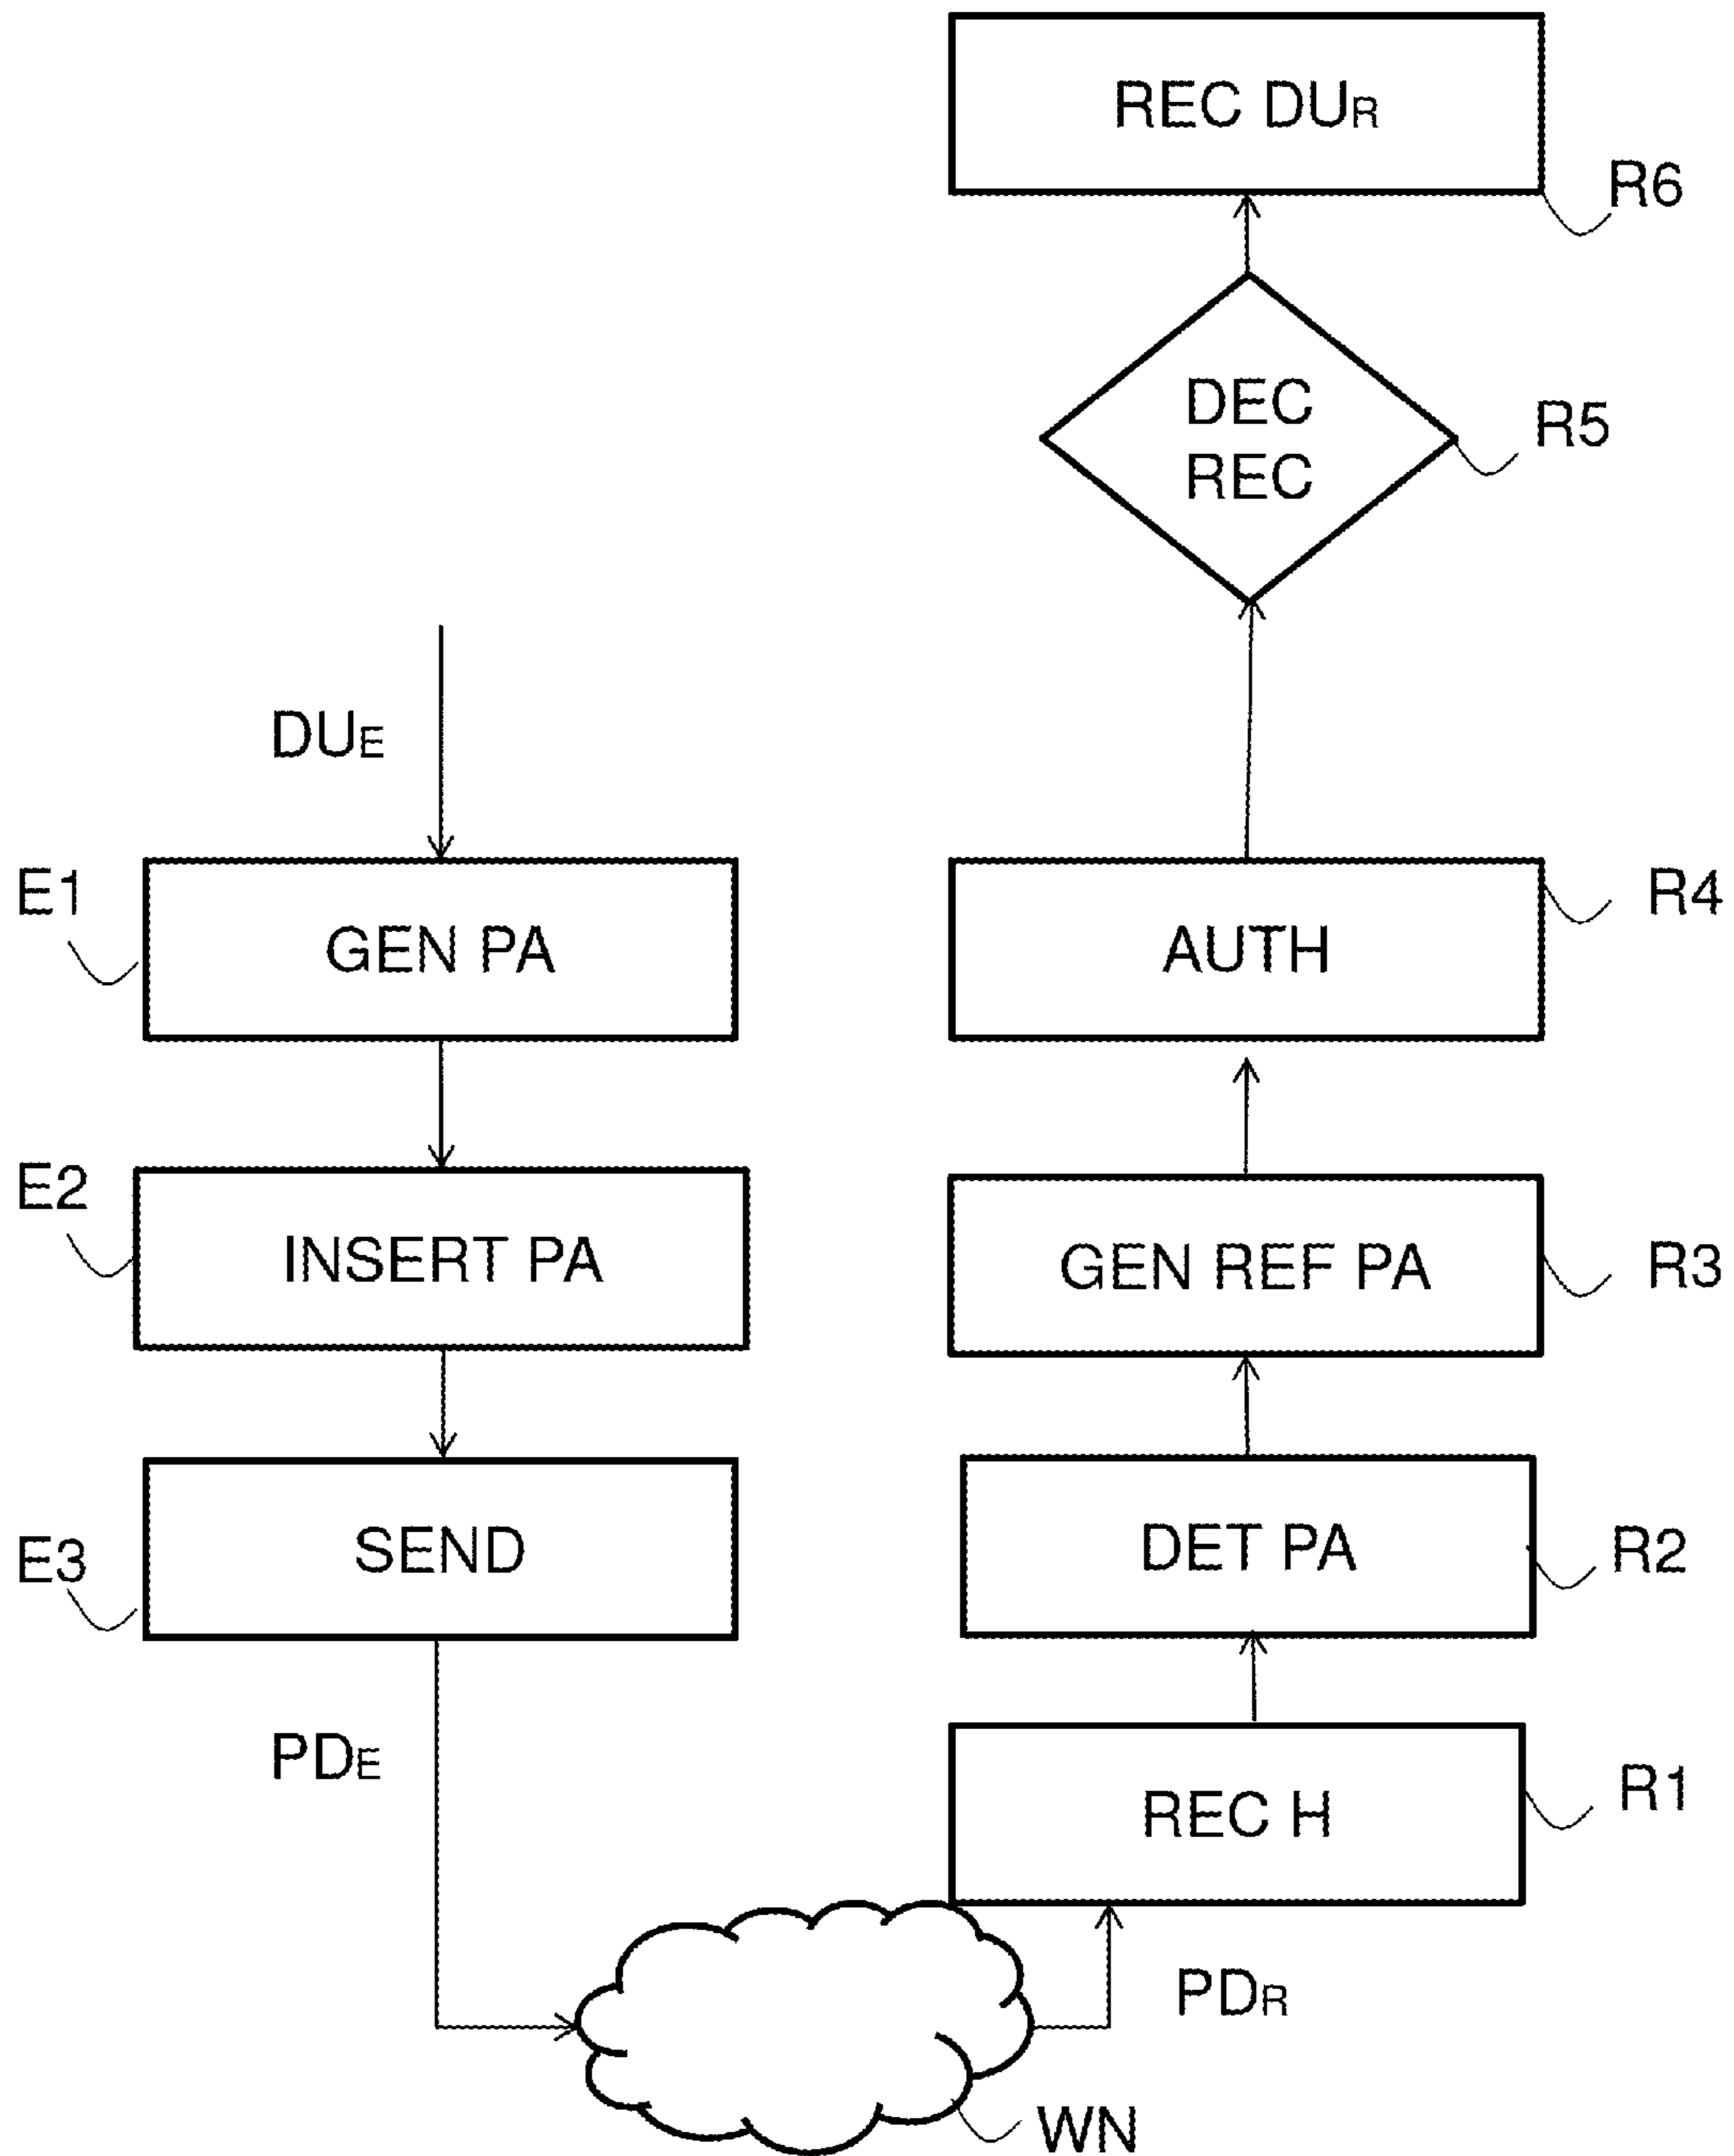 REC DUR
R6
DEC
REC
R5
DUE
E1
GEN PA
AUTH
R4
E2
INSERT PA
GEN REF PA
R3
E3
SEND
DET PA
R2
PDE
REC H
R1
PDR
WN